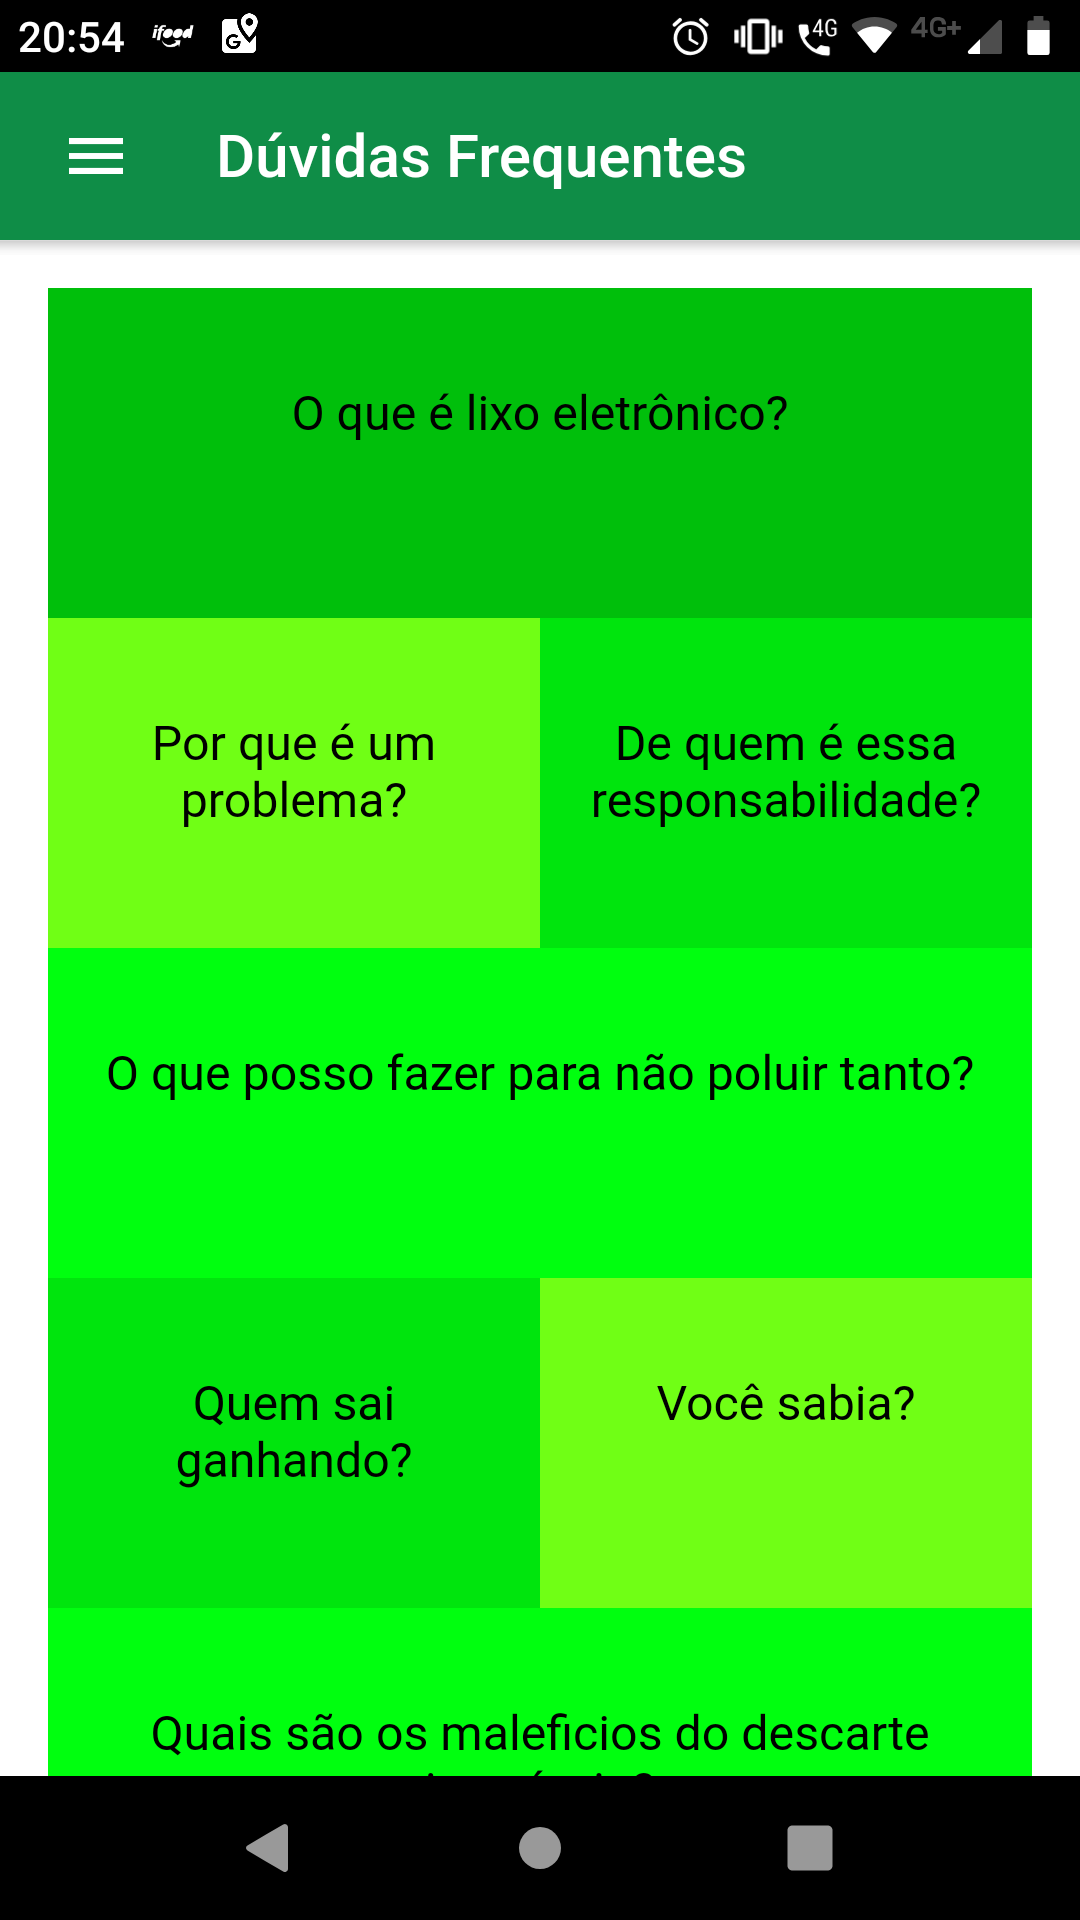 20:54 ifood G 4G 4G+
Dúvidas Frequentes
O que é lixo eletrônico?
Por que é um
problema?
De quem é essa
responsabilidade?
O que posso fazer para não poluir tanto?
Quem sai
ganhando?
Você sabia?
Quais são os maleficios do descarte